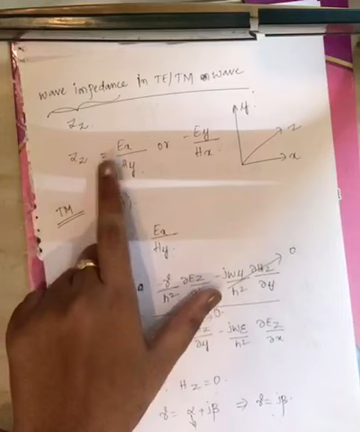 wave impedance in TE/TM wave
Zz.
Zz = Ex/Hy or -Ey/Hx
y
z
x
TM
Ex/Hy
-γ/h² ∂Ez -jωμ/h² ∂Hz/∂y 0
∂y -jωε/h² ∂Ez/∂x
Hz=0.
γ = α + jβ ⇒ γ = jβ.